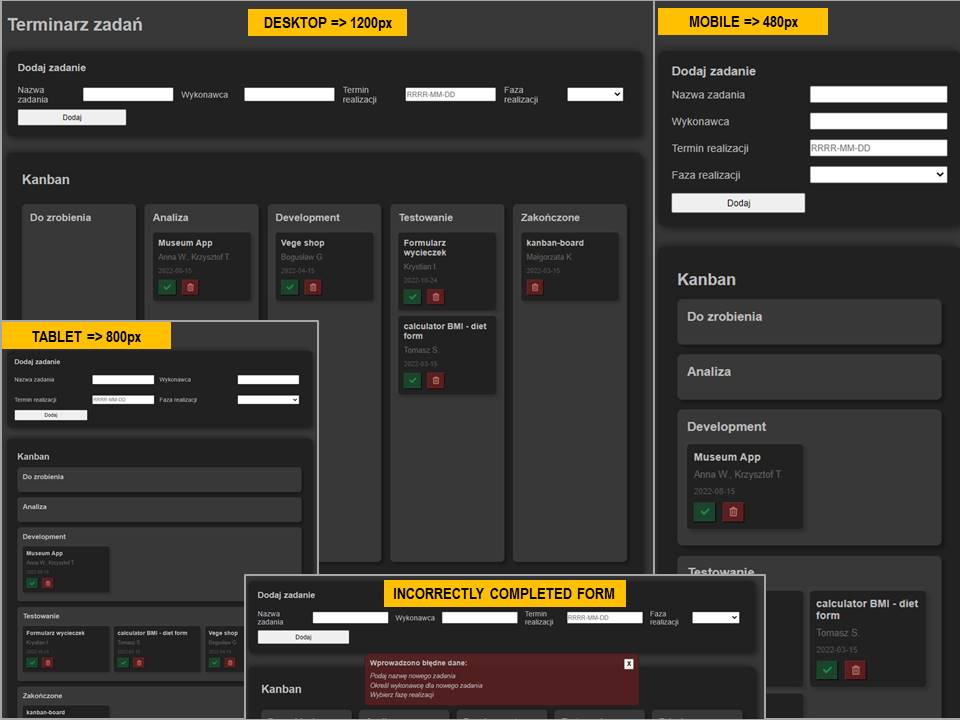 Terminarz zadań
DESKTOP => 1200px
Dodaj zadanie
Nazwa
zadania
Wykonawca
Termin
realizacji
RRRR-MM-DD
Faza
realizacji
Dodaj
Kanban
Do zrobienia
Analiza
Museum App
Anna W., Krzysztof T.
2022-08-15
Development
Vege shop
Bogusław G
2022-04-15
Testowanie
Formularz
wycieczek
Krystian I.
2022-10-24
calculator BMI - diet
form
Tomasz S.
2022-03-15
Zakończone
kanban-board
Małgorzata K
2022-03-15
MOBILE => 480px
Dodaj zadanie
Nazwa zadania
Wykonawca
Termin realizacji
RRRR-MM-DD
Faza realizacji
Dodaj
Kanban
Do zrobienia
Analiza
Development
Museum App
Anna W., Krzysztof T.
2022-08-15
Testowanie
calculator BMI - diet
form
Tomasz S.
2022-03-15
TABLET => 800px
Dodaj zadanie
Nazwa zadania
Wykonawca
Termin realizacji
RRRR-MM-DD
Faza realizacji
Dodaj
Kanban
Do zrobienia
Analiza
Development
Museum App
Anna W., Krzysztof T.
2022-08-15
Testowanie
Formularz wycieczek
Krystian I.
2022-10-24
calculator BMI - diet form
Tomasz S.
2022-03-15
Vege shop
Bogusław G
2022-04-15
Zakończone
kanban-board
INCORRECTLY COMPLETED FORM
Dodaj zadanie
Nazwa
zadania
Wykonawca
Termin
realizacji
RRRR-MM-DD
Faza
realizacji
Dodaj
Wprowadzono błędne dane:
X
Podaj nazwę nowego zadania
Określ wykonawcę dla nowego zadania
Wybierz fazę realizacji
Kanban